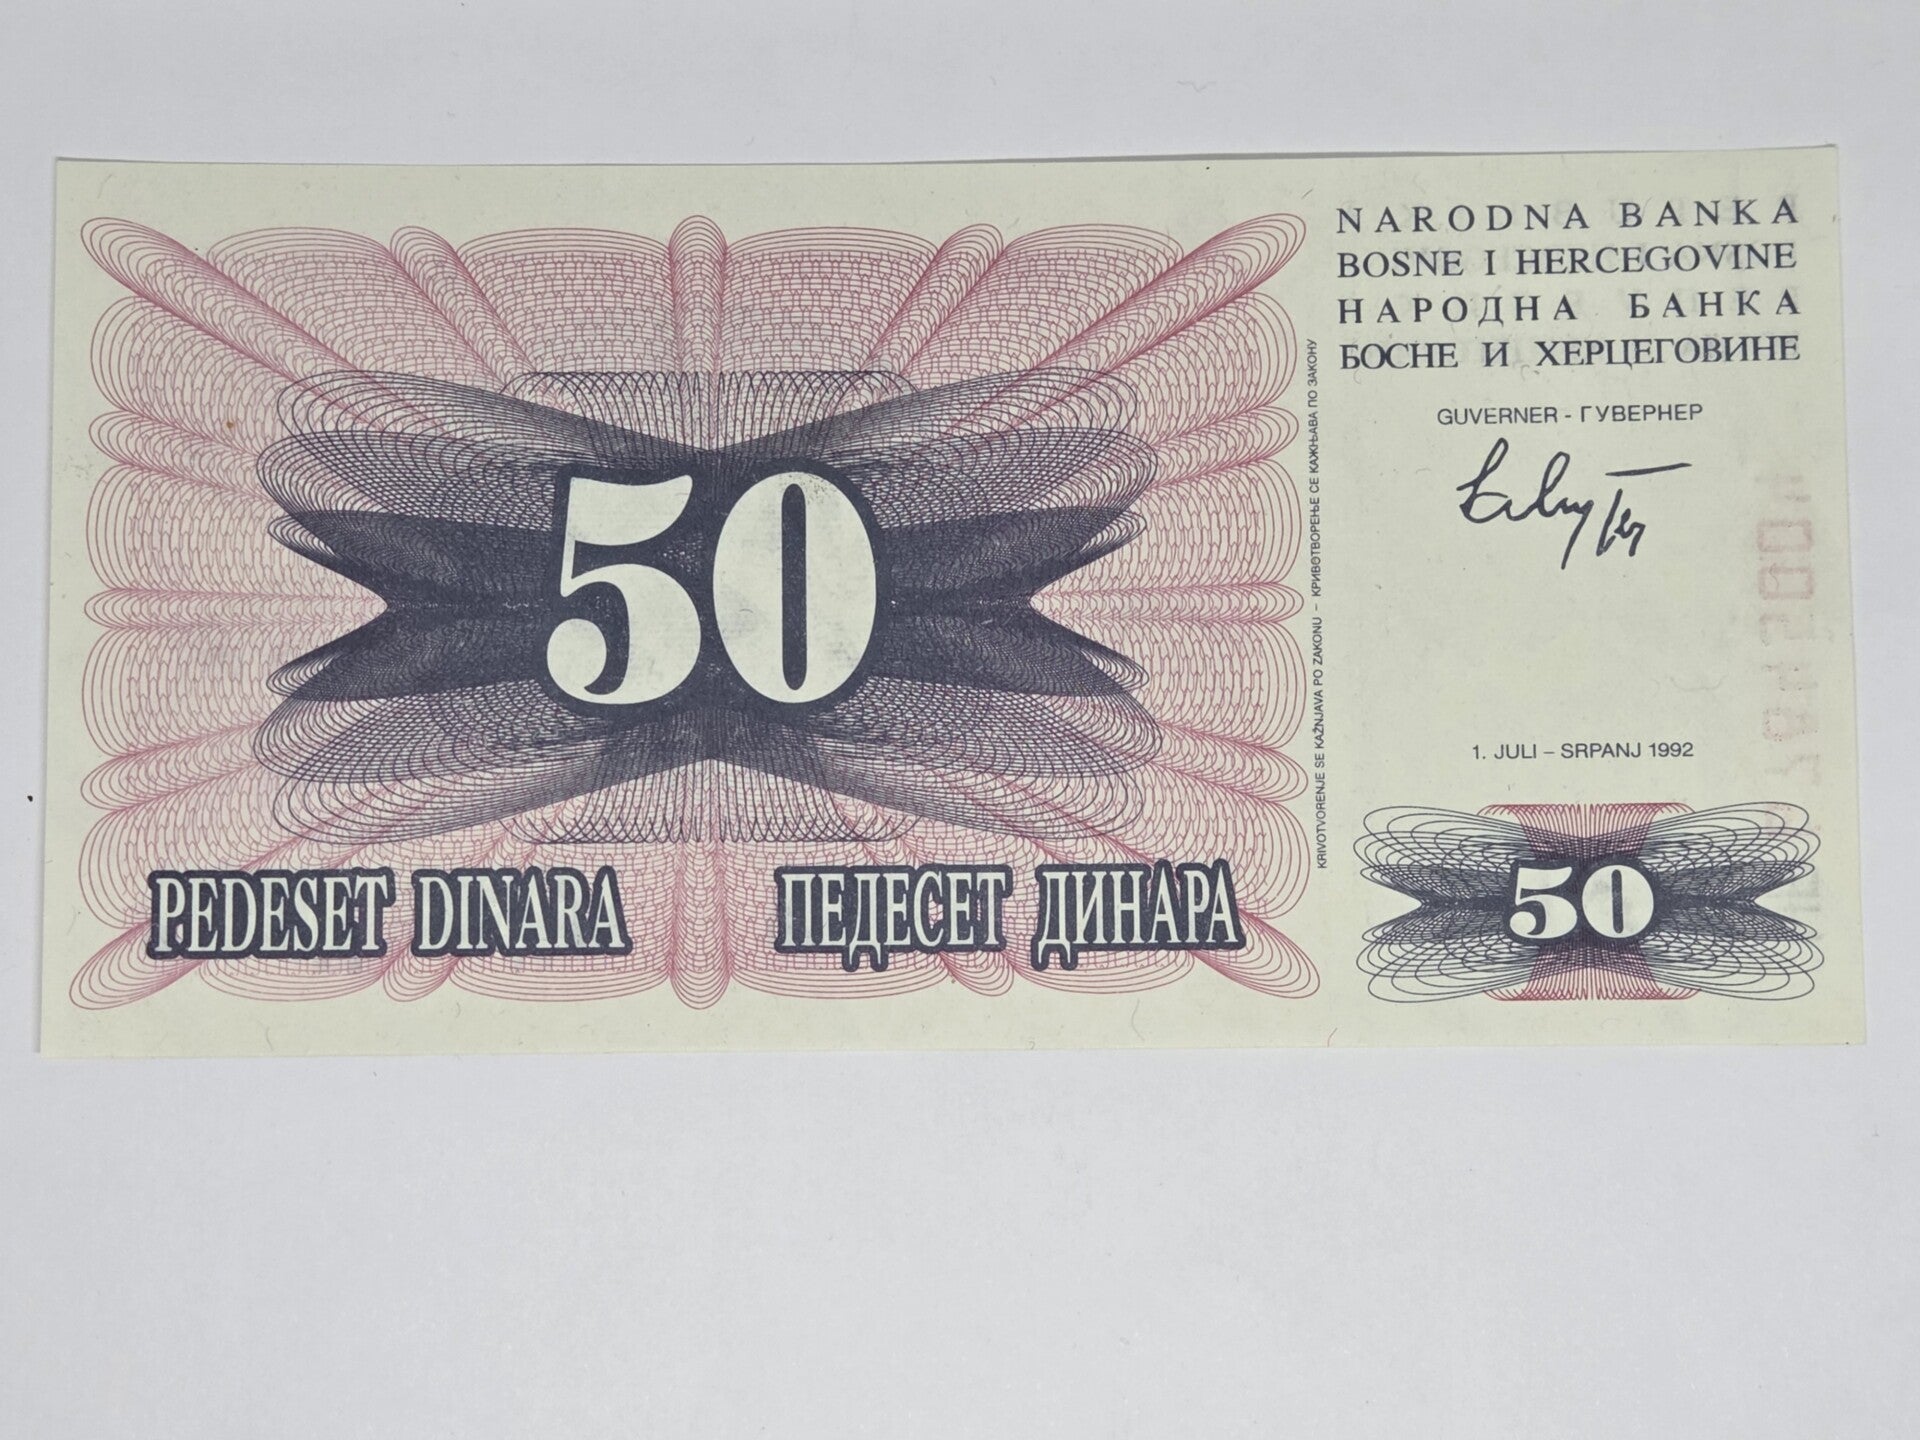 NARODNA BANKA
BOSNE I HERCEGOVINE
НАРОДНА БАНКА
БОСНЕ И ХЕРЦЕГОВИНЕ
GUVERNER - ГУВЕРНЕР
50
KRIVOTVORENJE SE KAŽNJAVA PO ZAKONU – КРИВОТВОРЕЊЕ СЕ КАЖЊАВА ПО ЗАКОНУ
1. JULI – SRPANJ 1992
PEDESET DINARA ПЕДЕСЕТ ДИНАРА
50